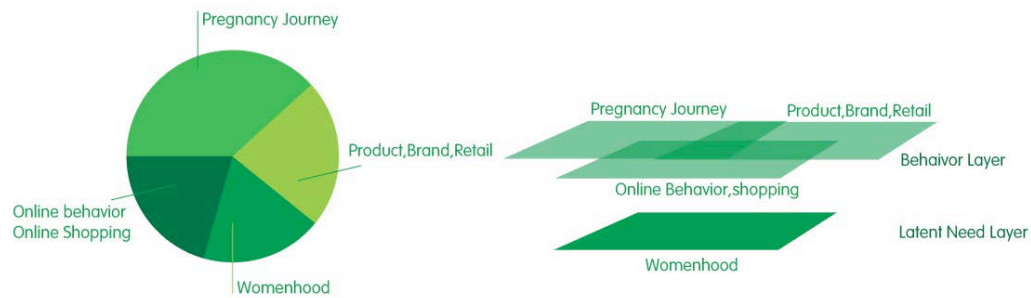 Pregnancy Journey
Product,Brand,Retail
Online behavior
Online Shopping
Womenhood
Pregnancy Journey
Product,Brand,Retail
Behaivor Layer
Online Behavior,shopping
Latent Need Layer
Womenhood